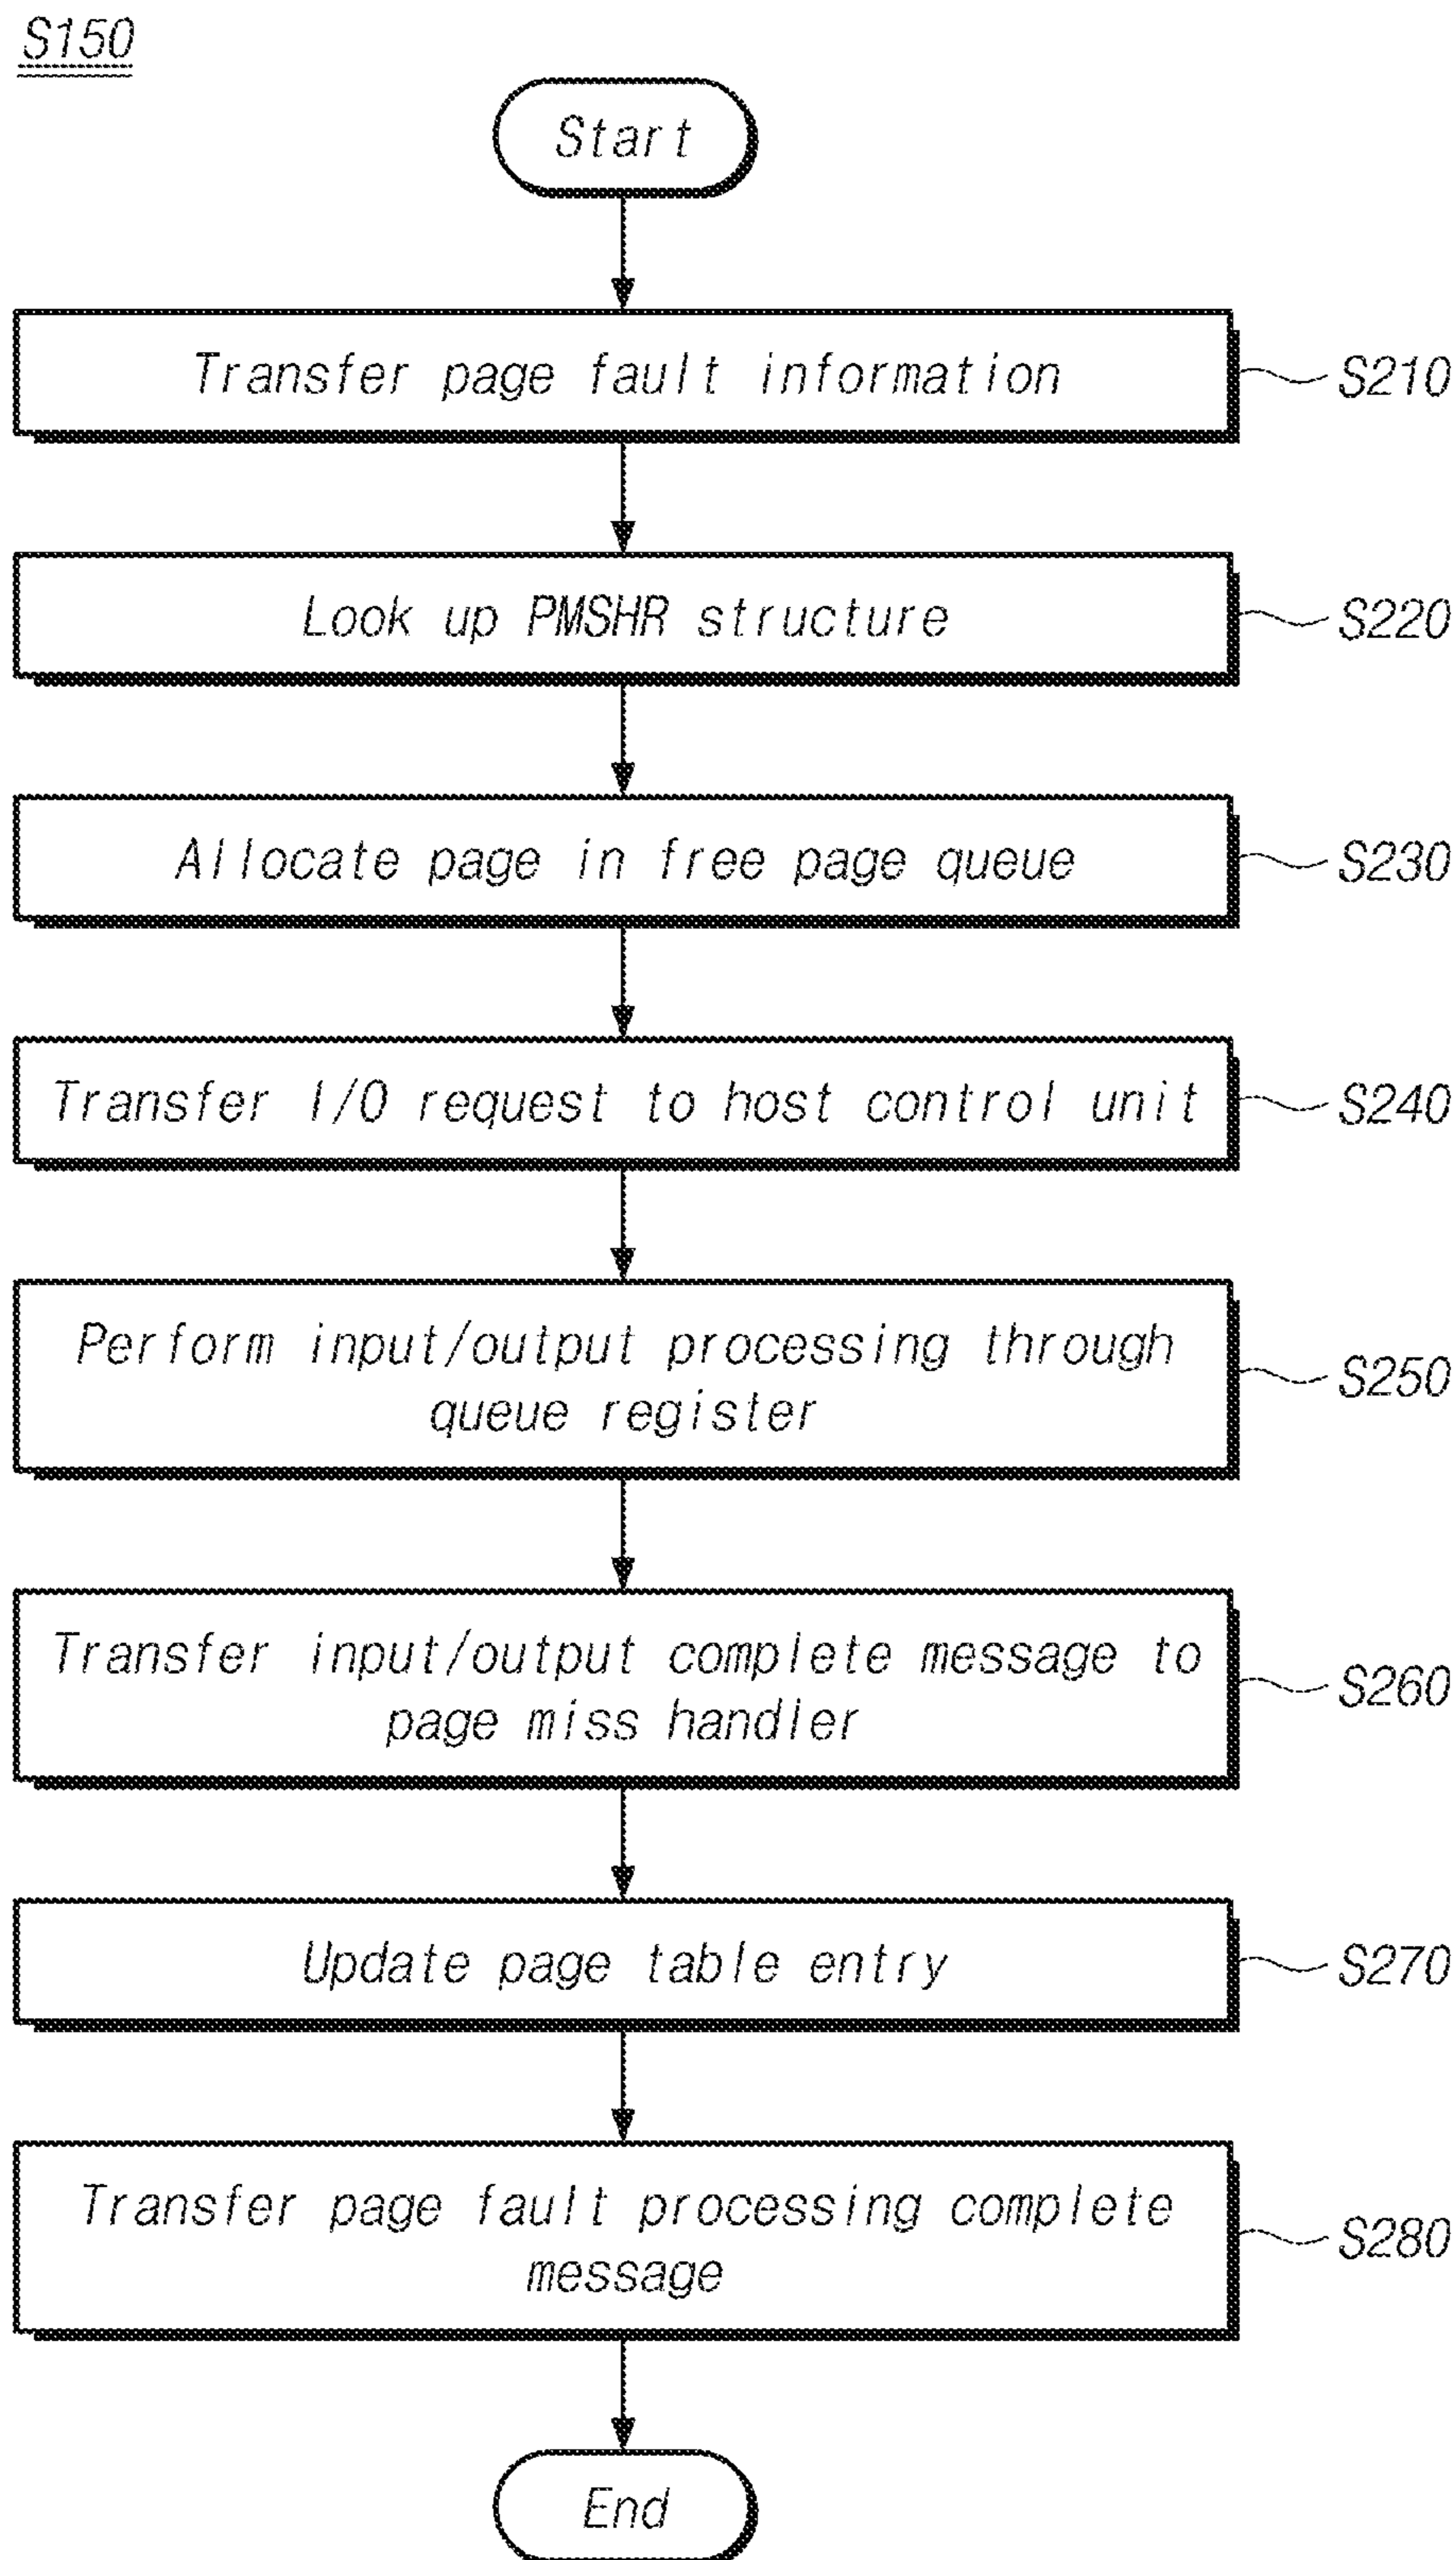 S150
Start
Transfer page fault information
S210
Look up PMSHR structure
S220
Allocate page in free page queue
S230
Transfer I/O request to host control unit
S240
Perform input/output processing through
queue register
S250
Transfer input/output complete message to
page miss handler
S260
Update page table entry
S270
Transfer page fault processing complete
message
S280
End